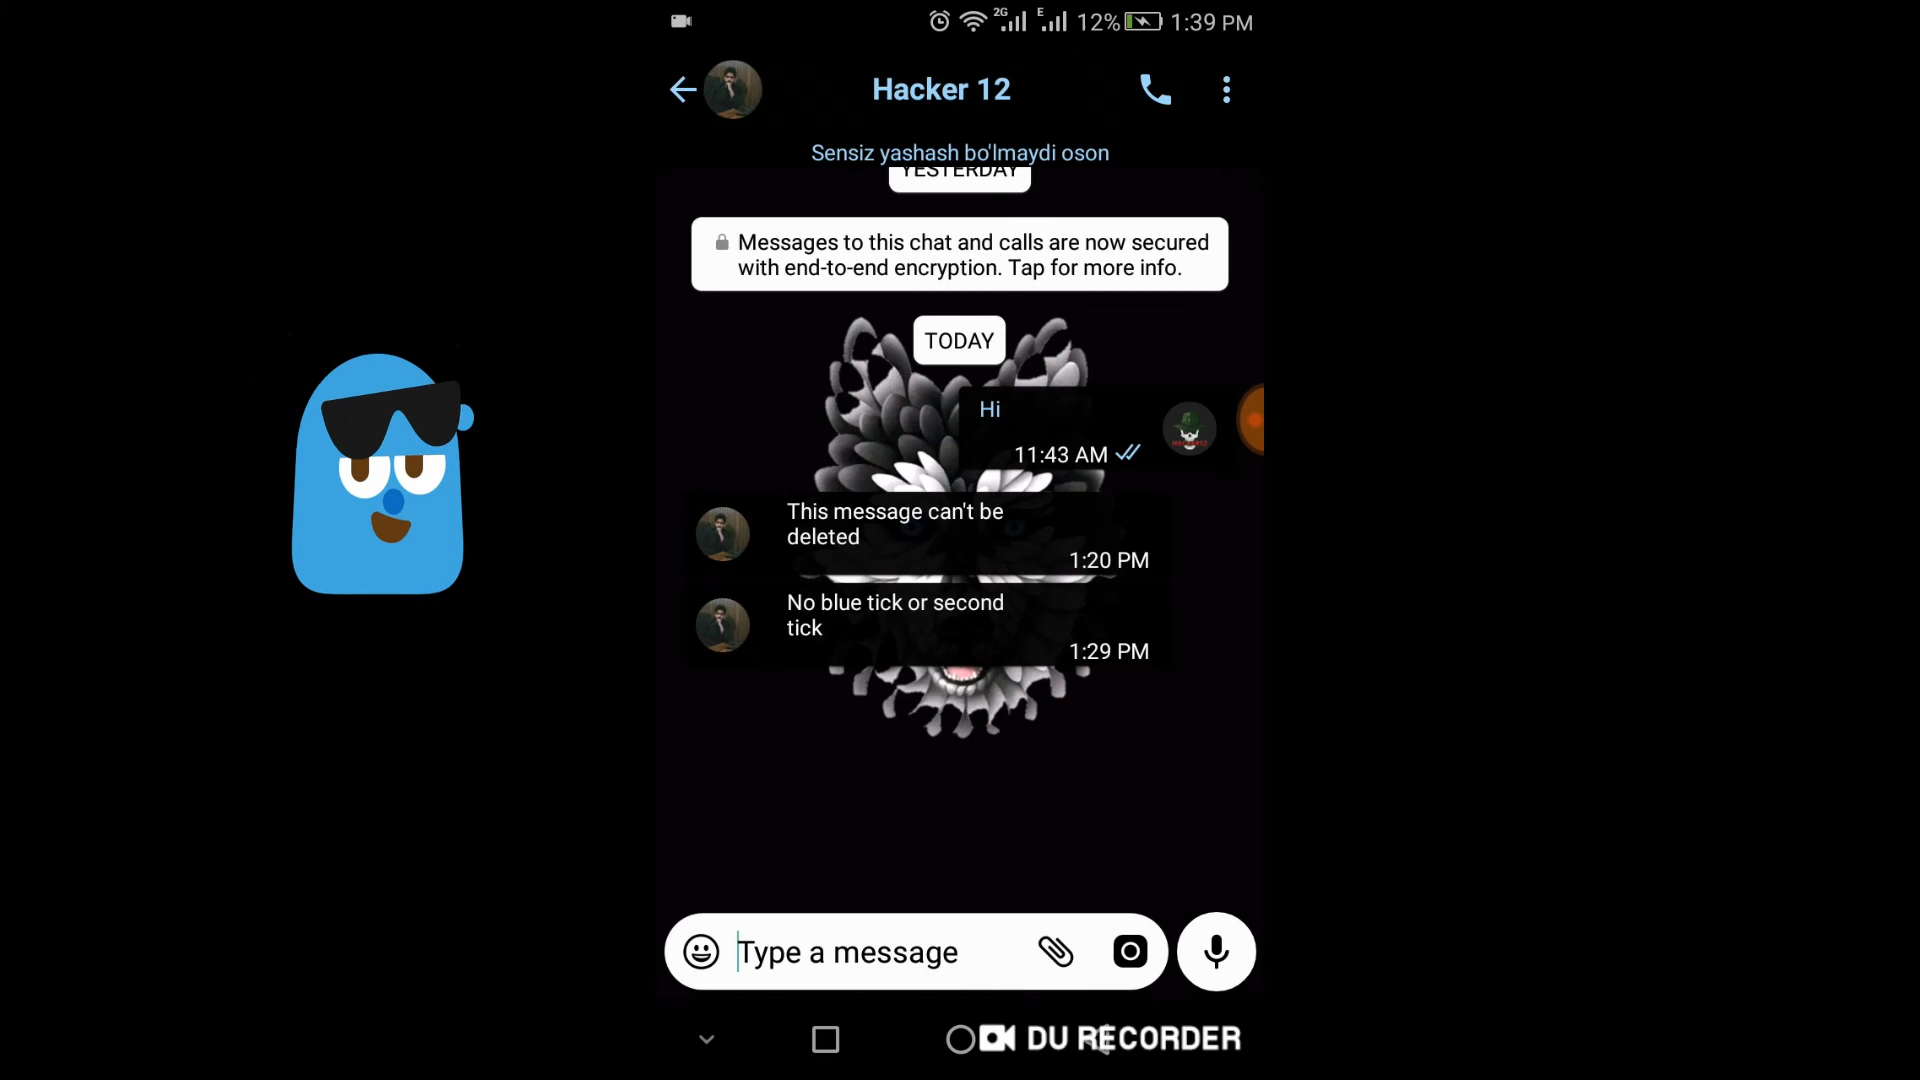 2G E 12% 1:39 PM
Hacker 12
Sensiz yashash bo'lmaydi oson
YESTERDAY
Messages to this chat and calls are now secured
with end-to-end encryption. Tap for more info.
TODAY
Hi
11:43 AM
This message can't be
deleted
1:20 PM
No blue tick or second
tick
1:29 PM
Type a message
DU RECORDER